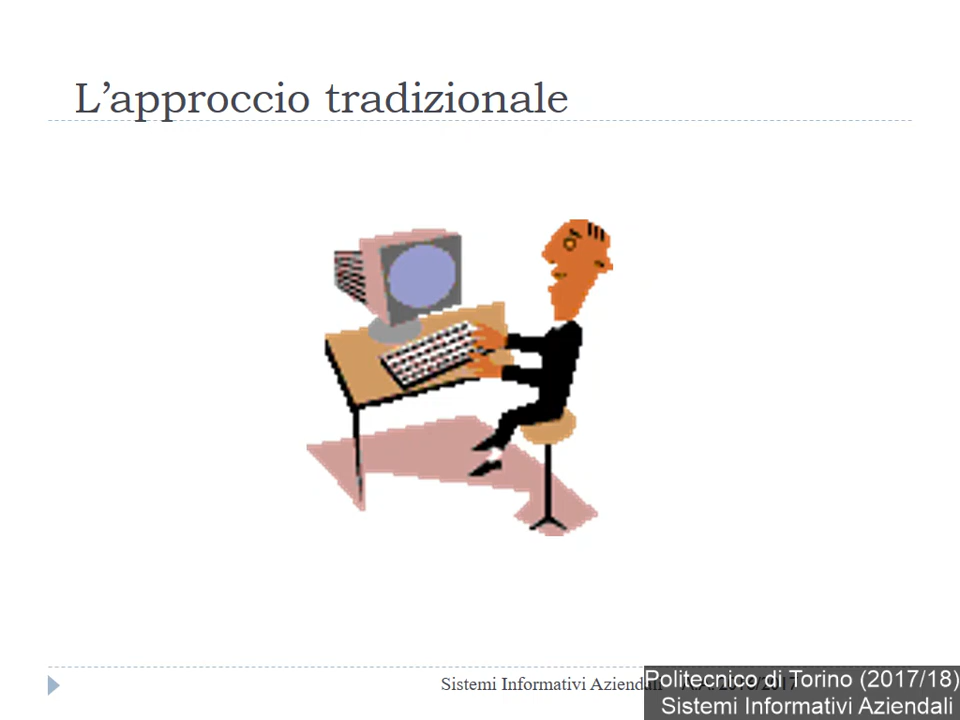 L'approccio tradizionale
Sistemi Informativi Aziendali
Politecnico di Torino (2017/18)
Sistemi Informativi Aziendali